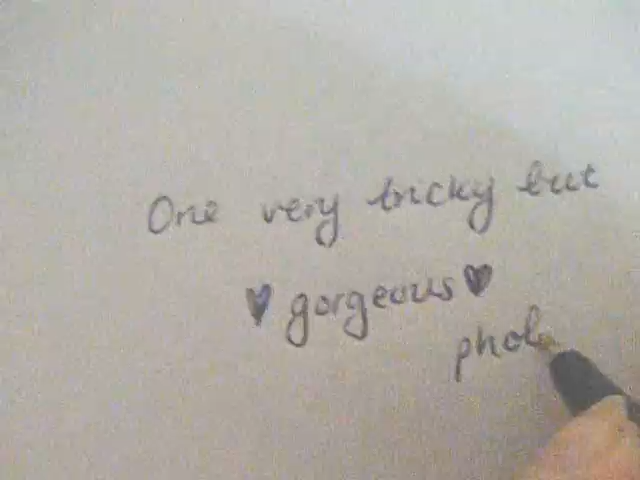 One very tricky but
♥ gorgeous ♥
phot